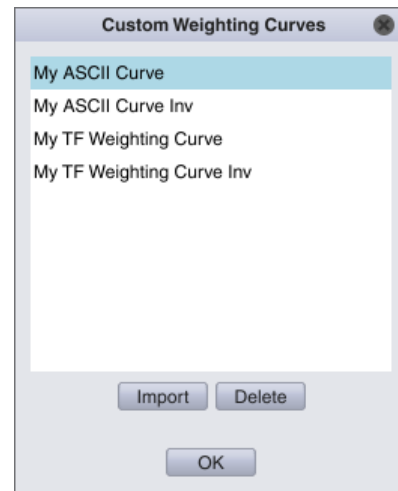 Custom Weighting Curves
My ASCII Curve
My ASCII Curve Inv
My TF Weighting Curve
My TF Weighting Curve Inv
Import Delete
OK